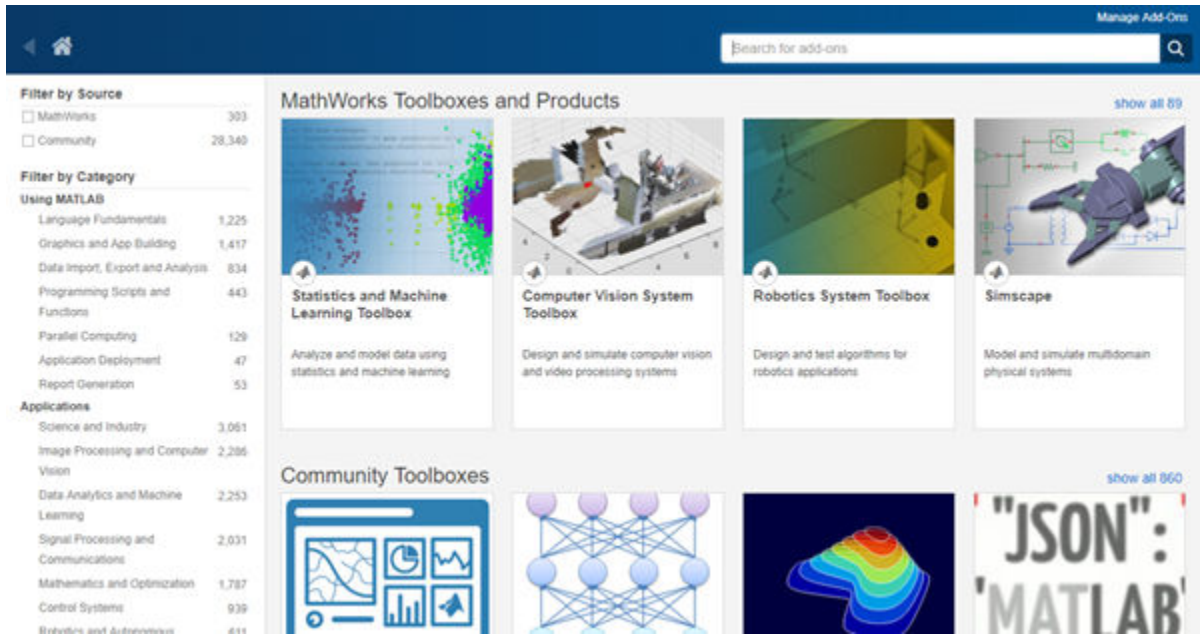 Manage Add-Ons
Search for add-ons
Filter by Source
MathWorks 303
Community 28,340
Filter by Category
Using MATLAB
Language Fundamentals 1,225
Graphics and App Building 1,417
Data Import, Export and Analysis 834
Programming Scripts and 443
Functions
Parallel Computing 129
Application Deployment 47
Report Generation 53
Applications
Science and Industry 3,061
Image Processing and Computer 2,286
Vision
Data Analytics and Machine 2,253
Learning
Signal Processing and 2,031
Communications
Mathematics and Optimization 1,787
Control Systems 939
Robotics and Autonomous 611
MathWorks Toolboxes and Products show all 89
Statistics and Machine
Learning Toolbox
Analyze and model data using
statistics and machine learning
Computer Vision System
Toolbox
Design and simulate computer vision
and video processing systems
Robotics System Toolbox
Design and test algorithms for
robotics applications
Simscape
Model and simulate multidomain
physical systems
Community Toolboxes show all 860
"JSON":
'MATLAB'